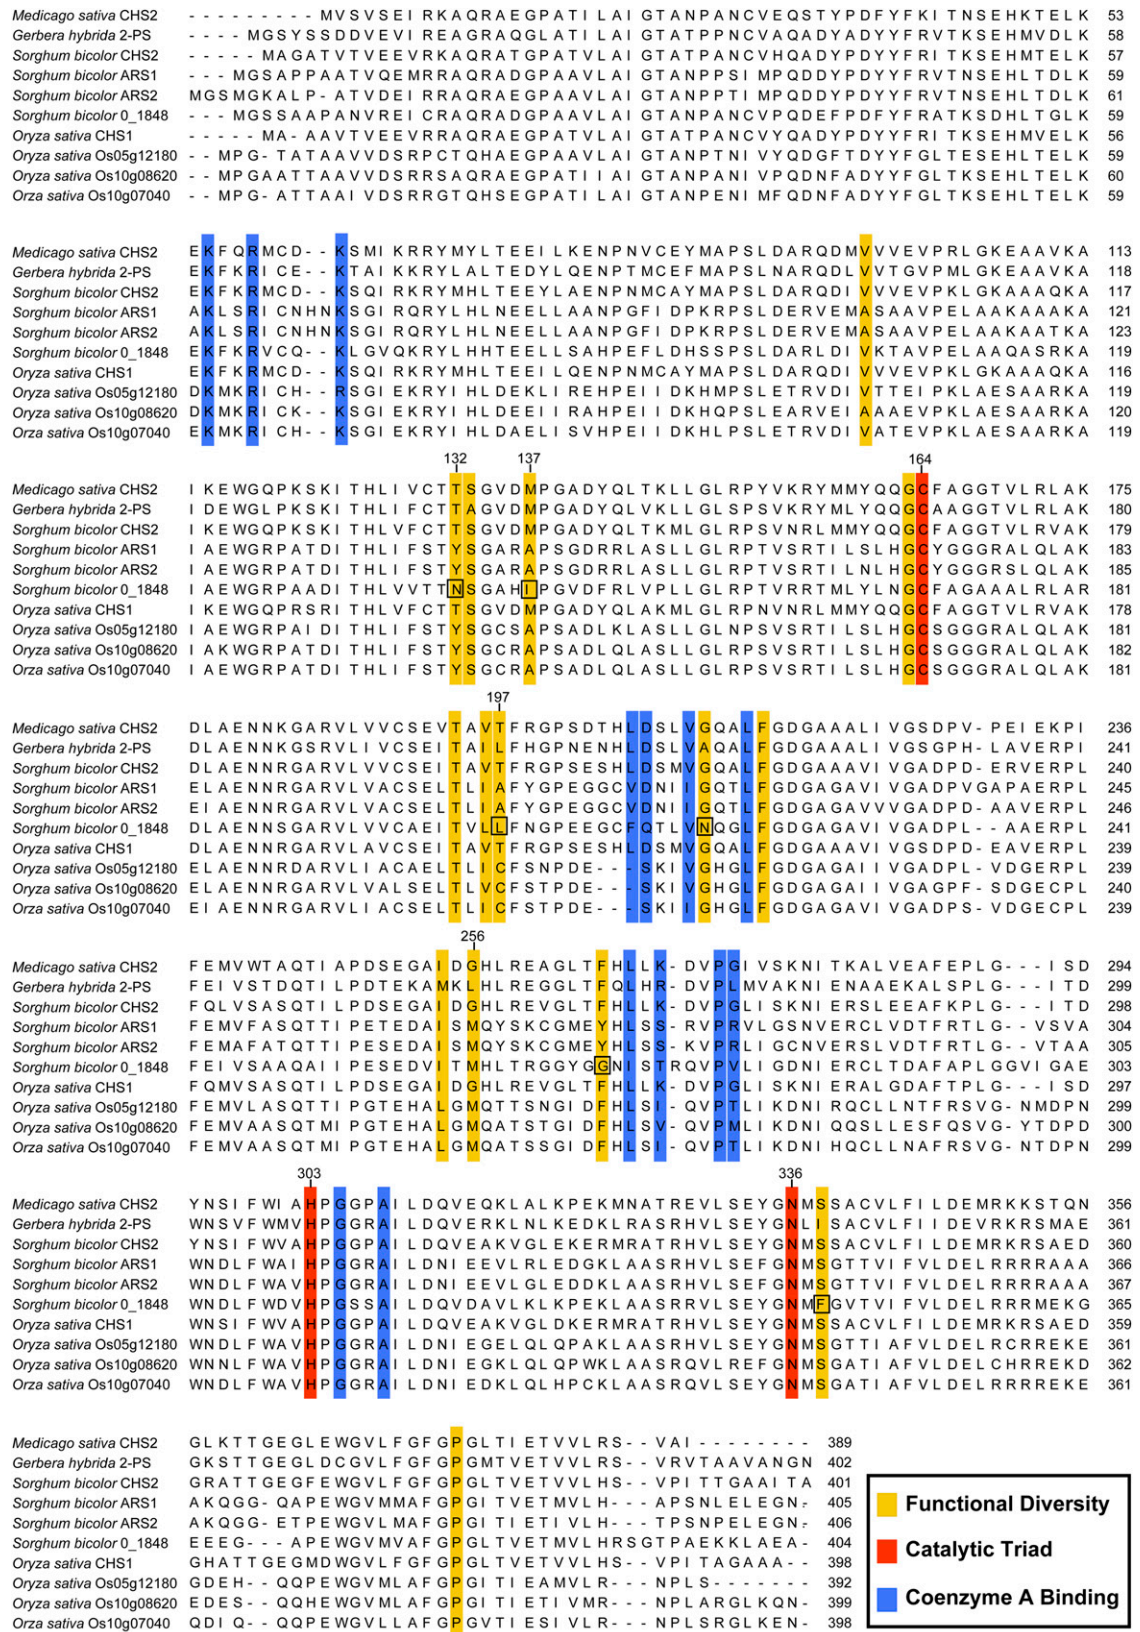 Medicago sativa CHS2 ---------MVSVSEIRKAQRAEGPATILAIGTANPANCVEQSTYPDFYFKITNSEHKTELK 53
Gerbera hybrida 2-PS ----MGSYSSDDVEVIREAGRAQGLATILAIGTATPPNCVAQADYADYYFRVTKSEHMVDLK 58
Sorghum bicolor CHS2 -----MAGATVTVEEVRKAQRATGPATVLAIGTATPANCVHQADYPDYYFRITKSEHMTELK 57
Sorghum bicolor ARS1 ---MGSAPPAATVQEMRRAQRADGPAAVLAIGTANPPSIMPQDDYPDYYFRVTNSEHLTDLK 59
Sorghum bicolor ARS2 MGSMGKALP-ATVDEIRRAQRAEGPAAVLAIGTANPPTIMPQDDYPDYYFRVTNSEHLTDLK 61
Sorghum bicolor 0_1848 ---MGSSAAPANVREICRAQRAEGPAAVLAIGTANPANCVPQDEFPDFYFRATKSDHLTGLK 59
Oryza sativa CHS1 -----MA-AAVTVEEVRRAQRAEGPATVLAIGTATPANCVYQADYPDYYFRITKSEHMVELK 56
Oryza sativa Os05g12180 --MPG-TATAAVVDSRPCTQHAEGPAAVLAIGTANPTNIVYQDGFTDYYFGLTESEHLTELK 59
Oryza sativa Os10g08620 --MPGAATTAAVVDSRRSAQRAEGPATIIAIGTANPANIVPQDNFADYYFGLTKSEHLTELK 60
Orza sativa Os10g07040 --MPG-ATTAAIVDSRRGTQHSEGPATILAIGTANPENIMFQDNFADYYFGLTKSEHLTELK 59
Medicago sativa CHS2 EKFQRMCD--KSMIKRRYMYLTEEILKENPNVCEYMAPSLDARQDMVVVEVPRLGKEAAVKA 113
Gerbera hybrida 2-PS EKFKRICE--KTAIKKRYLALTEDYLQENPTMCEFMAPSLNARQDLVVTGVPMLGKEAAVKA 118
Sorghum bicolor CHS2 EKFKRMCD--KSQIRKRYMHLTEEYLAENPNMCAYMAPSLDARQDIVVVEVPKLGKAAAQKA 117
Sorghum bicolor ARS1 AKLSRICNHNKSGIRQRYLHLNEELLAANPGFIDPKRPSLDERVEMASAAVPELAAKAAAKA 121
Sorghum bicolor ARS2 AKLSRICNHNKSGIRQRYLHLNEELLAANPGFIDPKRPSLDERVEMASAAVPELAAKAATKA 123
Sorghum bicolor 0_1848 EKFKRVCQ--KLGVQKRYLHHTEELLSAHPEFLDHSSPSLDARLDIVKTAVPELAAQASRKA 119
Oryza sativa CHS1 EKFRRMCD--KSQIRKRYMHLTEEILQENPNMCAYMAPSLDARQDIVVVEVPKLGKAAAQKA 116
Oryza sativa Os05g12180 DKMKRICH--RSGIEKRYIHLDEKLIREHPEIIDKHMPSLETRVDIVTTEIPKLAESAARKA 119
Oryza sativa Os10g08620 DKMKRICK--KSGIEKRYIHLDEEIIRAHPEIIDKHQPSLEARVEIAAAEVPKLAESAARKA 120
Orza sativa Os10g07040 EKMKRICH--KSGIEKRYIHLDAELISVHPEIIDKHLPSLETRVDIVATEVPKLAESAARKA 119
132 137 164
Medicago sativa CHS2 IKEWGQPKSKITHLIVCTTSGVDMPGADYQLTKLLGLRPYVKRYMMYQQGCFAGGTVLRLAK 175
Gerbera hybrida 2-PS IDEWGLPKSKITHLIFCTTAGVDMPGADYQLVKLLGLSPSVKRYMLYQQGCAAGGTVLRLAK 180
Sorghum bicolor CHS2 IKEWGQPKSKITHLVFCTTSGVDMPGADYQLTKMLGLRPSVNRLMMYQQGCFAGGTVLRVAK 179
Sorghum bicolor ARS1 IAEWGRPATDITHLIFSTYSGARAPSGDRRLASLLGLRPTVSRTILSLHGCYGGGRALQLAK 183
Sorghum bicolor ARS2 IAEWGRPATDITHLIFSTYSGARAPSGDRRLASLLGLRPTVSRTILNLHGCYGGGRSLQLAK 185
Sorghum bicolor 0_1848 IAEWGRPAADITHLVVTTNSGAHIPGVDFRLVPLLGLRPTVRRTMLYLNGCFAGAALRLAR 181
Oryza sativa CHS1 IKEWGQPRSRITHLVFCTTSGVDMPGADYQLAKMLGLRPNVNRLMMYQQGCFAGGTVLRVAK 178
Oryza sativa Os05g12180 IAEWGRPAIDITHLIFSTYSGCSAPSADLKLASLLGLNPSVSRTILSLHGCSGGGRALQLAK 181
Oryza sativa Os10g08620 IAKWGRPAIDITHLIFSTYSGCRAPSADLQLASLLGLRPSVSRTILSLHGCSGGGRALQLAK 182
Orza sativa Os10g07040 IAEWGRPATDITHLIFSTYSGCRAPSADLQLASLLGLRPSVSRTILSLHGCSGGGRALQLAK 181
197
Medicago sativa CHS2 DLAENNKGARVLVVCSEVTAVTFRGPSDTHLDSLVGQALFGDGAAALIVGSDPV-PEIEKPI 236
Gerbera hybrida 2-PS DLAENNKGSRVLIVCSEITAILFHGPNENHLDSLVAQALFGDGAAALIVGSGPH-LAVERPI 241
Sorghum bicolor CHS2 DLAENNRGARVLAVCSEITAVTFRGPSESHLDSMVGQALFGDGAAAVIVGADPD-ERVERPI 240
Sorghum bicolor ARS1 ELAENNRGARVLVACSELTLIAFYGPEGGCVDNIIGQTLFGDGAGAVIVGADPVGAPAERPL 245
Sorghum bicolor ARS2 EIAENNRGARVLVACSELTLIAFYGPEGGCVDNIIGQTLFGDGAGAVVVGADPD-AAVERPL 246
Sorghum bicolor 0_1848 DLAENNSGARVLVVCAEITVLLFNGPEEGCFQTLVNQGLFGDGAGAVIVGADPL--AAERPL 241
Oryza sativa CHS1 DLAENNRGARVLAVCSEITAVTFRGPSESHLDSMVGQALFGDGAAAVIVGSDPD-EAVERPL 239
Oryza sativa Os05g12180 ELAENNRDARVLIACAELTLICFSNPDE---SKIVGHGLFGDGAGAIIVGADPL-VDGERPL 239
Oryza sativa Os10g08620 ELAENNRGARVLVALSELTLVCFSTPDE---SKIVGHGLFGDGAGAIIVGAGPF-SDGECPL 240
Orza sativa Os10g07040 EIAENNRGARVLIACSELTLICFSTPDE---SKIIGHGLFGDGAGAVIVGADPS-VDGECPL 239
256
Medicago sativa CHS2 FEMVWTAQTIAPDSEGAIDGHLREAGLTFHLLK-DVPGIVSKNITKALVEAFEPLG---ISD 294
Gerbera hybrida 2-PS FEIVSTDQTILPDTEKAMKLHLREGGLTFQLHR-DVPLMVAKNIENAAEKALSPLG---ITD 299
Sorghum bicolor CHS2 FQLVSASQTILPDSEGAIDGHLREVGLTFHLLK-DVPGLISKNIERSLEEAFKPLG---ITD 298
Sorghum bicolor ARS1 FEMVFASQTTIPETEDAISMQYSKCGMEYHLSS-RVPRVLGSNVERCLVDTFRTLG---VSVA 304
Sorghum bicolor ARS2 FEMAFATQTTIPESEDAISMQYSKCGMEYHLSS-KVPRLIGCNVERSLVDTFRTLG---VTAA 305
Sorghum bicolor 0_1848 FEIVSAAQAIIPESEDVITMHLTRGGYGGNISTRQVPVLIGDNIERCLTDAFAPLGGVIGAE 303
Oryza sativa CHS1 FQMVSASQTILPDSEGAIDGHLREVGLTFHLLK-DVPGLISKNIERALGDAFTPLG---ISD 297
Oryza sativa Os05g12180 FEMVLASQTTIPGTEHALGMQTTSNGIDFHLSI-QVPTLIKDNIRQCLLNTFRSVG-NMDPN 299
Oryza sativa Os10g08620 FEMVAASQTMIPGTEHALGMQATSTGIDFHLSV-QVPMLIKDNIQQSLLESFQSVG-YTDPN 300
Orza sativa Os10g07040 FEMVAASQTMIPGTEHALGMQATSSGIDFHLSI-QVPTLIKDNIHQCLLNAFRSVG-NTDPN 299
303 336
Medicago sativa CHS2 YNSIFWIAHPGGPAILDQVEQKLALKPEKMNATREVLSEYGNMSSACVLFILDEMRKKSTQN 356
Gerbera hybrida 2-PS WNSVFWMVHPGGRAILDQVERKLNLKEDKLRASRHVLSEYGNLISACVLFIIDEVRKRSMAE 361
Sorghum bicolor CHS2 YNSIFWVAHPGGPAILDQVEAKVGLEKERMRATRHVLSEYGNMSSACVLFILDEMRKRSAED 360
Sorghum bicolor ARS1 WNDLFWAIHPGGRAILDNIEEVLRLEDGKLAASRHVLSEFGNMSGTTVIFVLDELRRRRAAA 366
Sorghum bicolor ARS2 WNDLFWAVHPGGRAILDNIEEVLGLEDDKLAASRHVLSEFGNMSGTTVIFVLDELRRRRAAA 367
Sorghum bicolor 0_1848 WNDLFWDVHPGSSAILDQVDAVLKLKPEKLAASRRVLSEYGNMFGVTVIFVLDELRRRMEKG 365
Oryza sativa CHS1 WNSIFWVAHPGGPAILDQVEAKVGLDKERMRATRHVLSEYGNMSSACVLFILDEMRKRSAED 359
Oryza sativa Os05g12180 WNDLFWAVHPGGRAILDNIEGELQLQPAKLAASRHVLSEYGNMSGTTIAFVLDELRCRREKE 361
Oryza sativa Os10g08620 WNNLFWAVHPGGRAILDNIEGKLQLQPWKLAASRQVLREFGNMSGATIAFVLDELCHRREKD 362
Orza sativa Os10g07040 WNDLFWAVHPGGRAILDNIEDKLQLHPCKLAASRQVLSEYGNMSGATIAFVLDELRRRREKE 361
Medicago sativa CHS2 GLKTTGEGLEWGVLFGFGPGLTIETVVLRS--VAI-------- 389
Gerbera hybrida 2-PS GKSTTGEGLDCGVLFGFGPGMTVETVVLRS--VRVTAAVANGN 402
Sorghum bicolor CHS2 GRATTGEGFEWGVLFGFGPGLTVETVVLHS--VPITTGAAITA 401
Sorghum bicolor ARS1 AKQGG-QAPEWGVMMAFGPGITVETMVLH---APSNLELEGN- 405
Sorghum bicolor ARS2 AKQGG-ETPEWGVLMAFGPGITIETIVLH---TPSNPELEGN- 406
Sorghum bicolor 0_1848 EEEG---APEWGVMVAFGPGLTVETMVLHRSGTPAEKKLAEA- 404
Oryza sativa CHS1 GHATTGEGMDWGVLFGFGPGLTVETVVLHS--VPITAGAAA-- 398
Oryza sativa Os05g12180 GDEH--QQPEWGVMLAFGPGITIEAMVLR---NPLS------- 392
Oryza sativa Os10g08620 EDES--QQHEWGVMLAFGPGITIETIVMR---NPLARGLKQN- 399
Orza sativa Os10g07040 QDIQ--QQPEWGVMLAFGPGVTIESIVLR---NPLSRGLKEN- 398
Functional Diversity
Catalytic Triad
Coenzyme A Binding